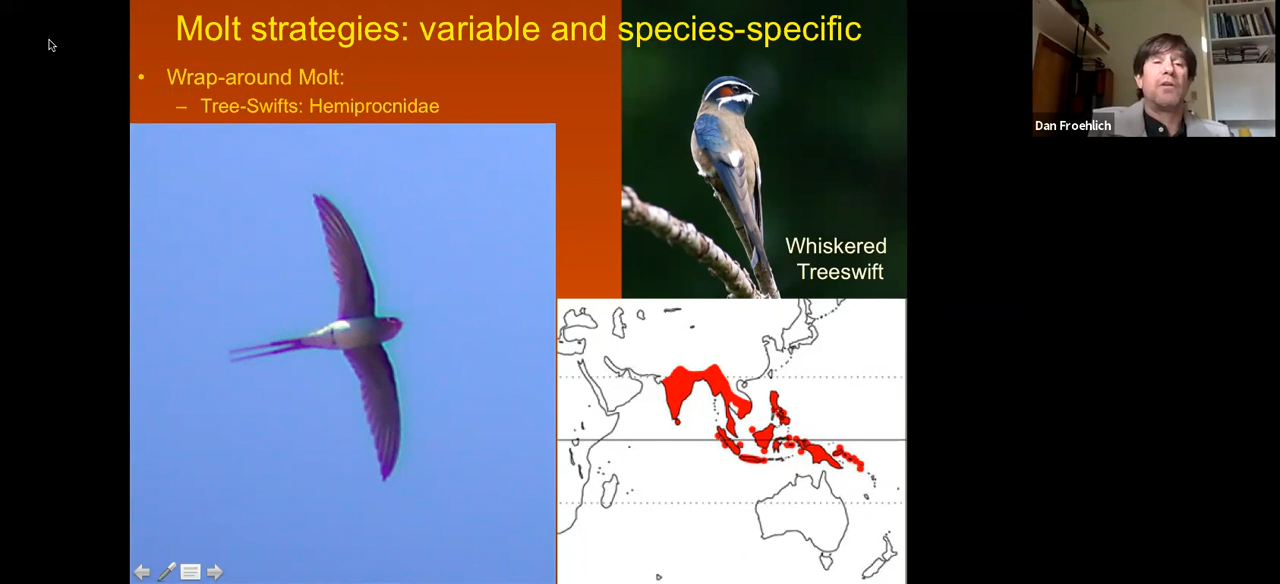 Molt strategies: variable and species-specific
• Wrap-around Molt:
– Tree-Swifts: Hemiprocnidae
Whiskered
Treeswift
Dan Froehlich